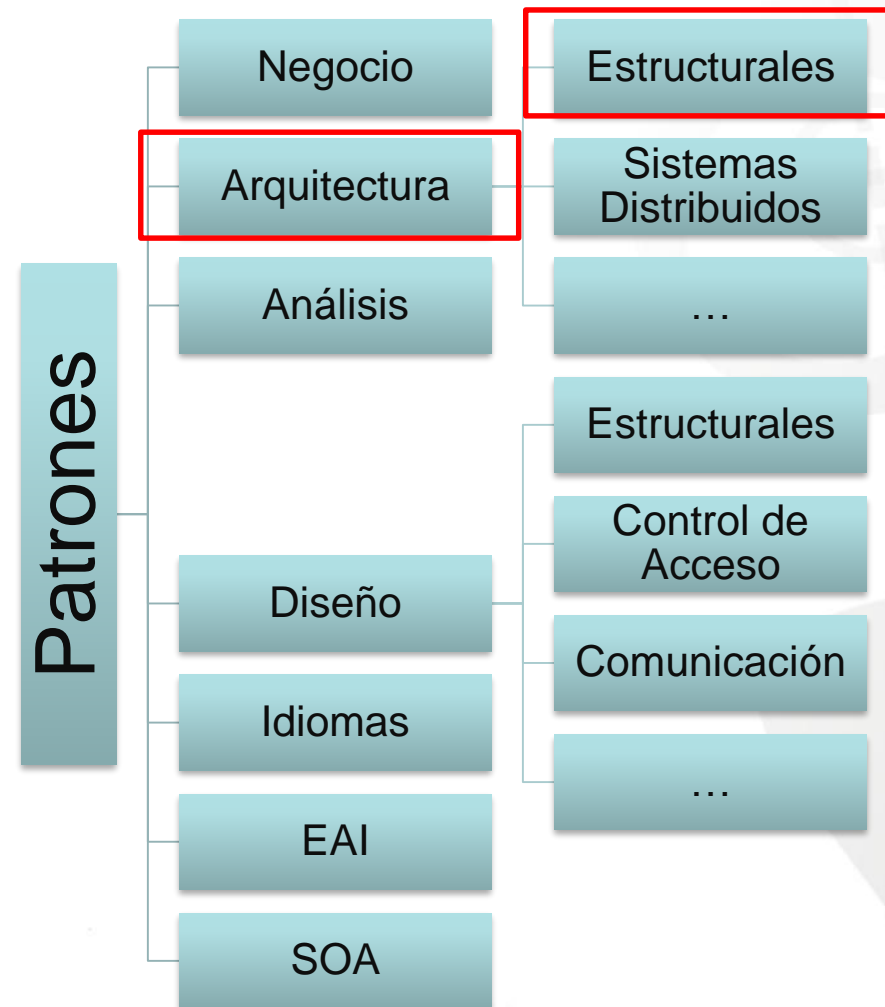 Patrones
Negocio
Arquitectura
Análisis
Diseño
Idiomas
EAI
SOA
Estructurales
Sistemas
Distribuidos
…
Estructurales
Control de
Acceso
Comunicación
…